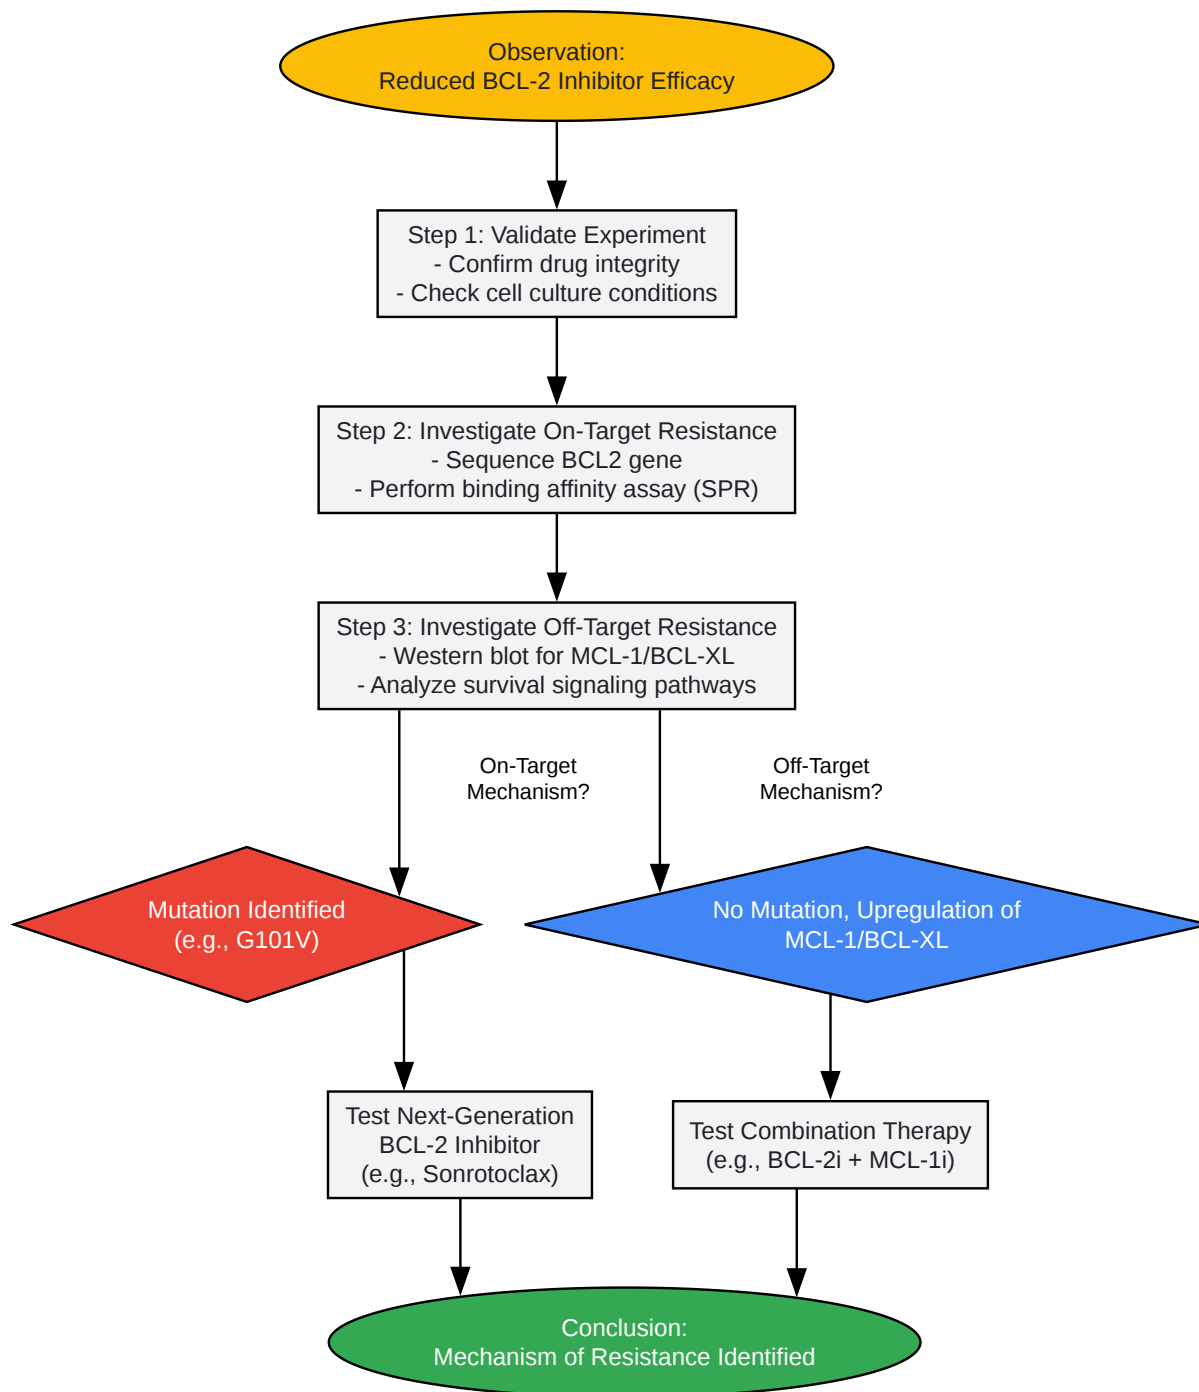 Observation:
Reduced BCL-2 Inhibitor Efficacy
Step 1: Validate Experiment
- Confirm drug integrity
- Check cell culture conditions
Step 2: Investigate On-Target Resistance
- Sequence BCL2 gene
- Perform binding affinity assay (SPR)
Step 3: Investigate Off-Target Resistance
- Western blot for MCL-1/BCL-XL
- Analyze survival signaling pathways
On-Target
Mechanism?
Off-Target
Mechanism?
Mutation Identified
(e.g., G101V)
No Mutation, Upregulation of
MCL-1/BCL-XL
Test Next-Generation
BCL-2 Inhibitor
(e.g., Sonrotoclax)
Test Combination Therapy
(e.g., BCL-2i + MCL-1i)
Conclusion:
Mechanism of Resistance Identified